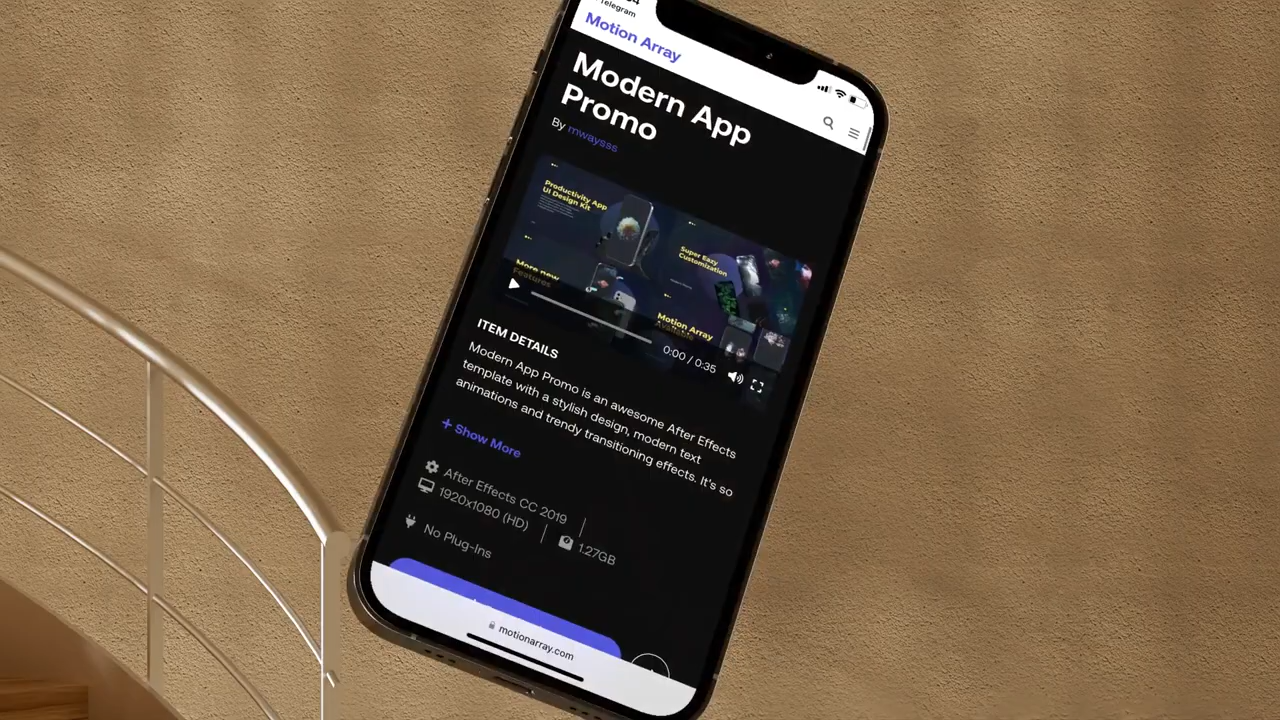 Telegram
Motion Array
Modern App
Promo
By mwaysss
Productivity App
UI Design Kit
Super Easy
Customization
More new
Features
Motion Array
Available
0:00 / 0:35
ITEM DETAILS
Modern App Promo is an awesome After Effects
template with a stylish design, modern text
animations and trendy transitioning effects. It's so
+ Show More
After Effects CC 2019
1920x1080 (HD)
1.27GB
No Plug-Ins
motionarray.com